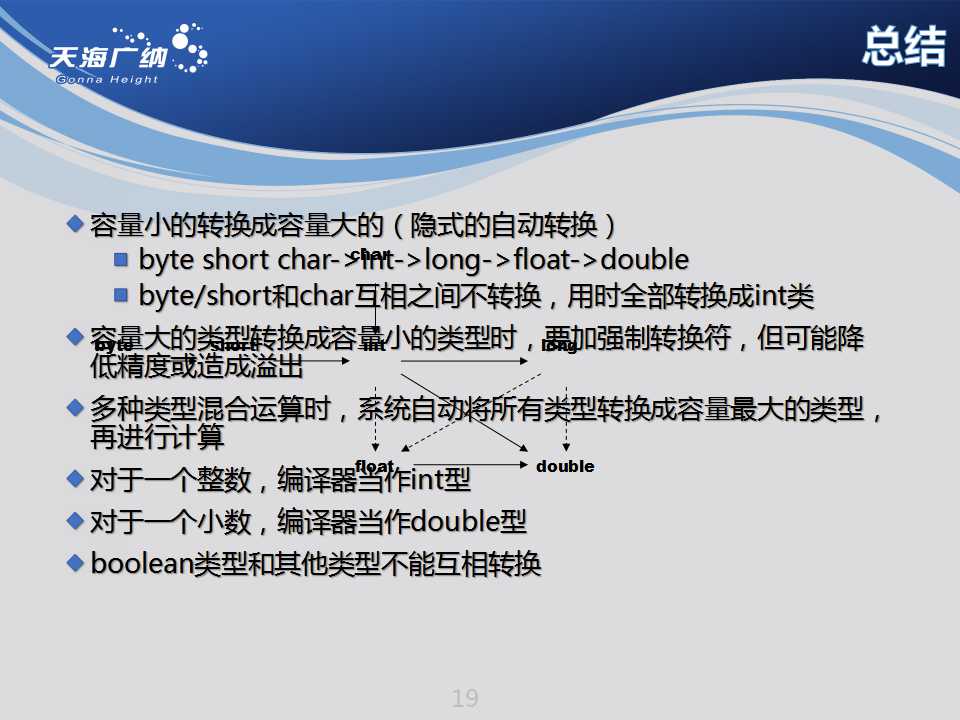 天海广纳
Gonna Height
总结
容量小的转换成容量大的（隐式的自动转换）
byte short char->int->long->float->double
char
byte/short和char互相之间不转换，用时全部转换成int类
容量大的类型转换成容量小的类型时，要加强制转换符，但可能降
byte short int long
低精度或造成溢出
多种类型混合运算时，系统自动将所有类型转换成容量最大的类型，
再进行计算
float double
对于一个整数，编译器当作int型
对于一个小数，编译器当作double型
boolean类型和其他类型不能互相转换
19